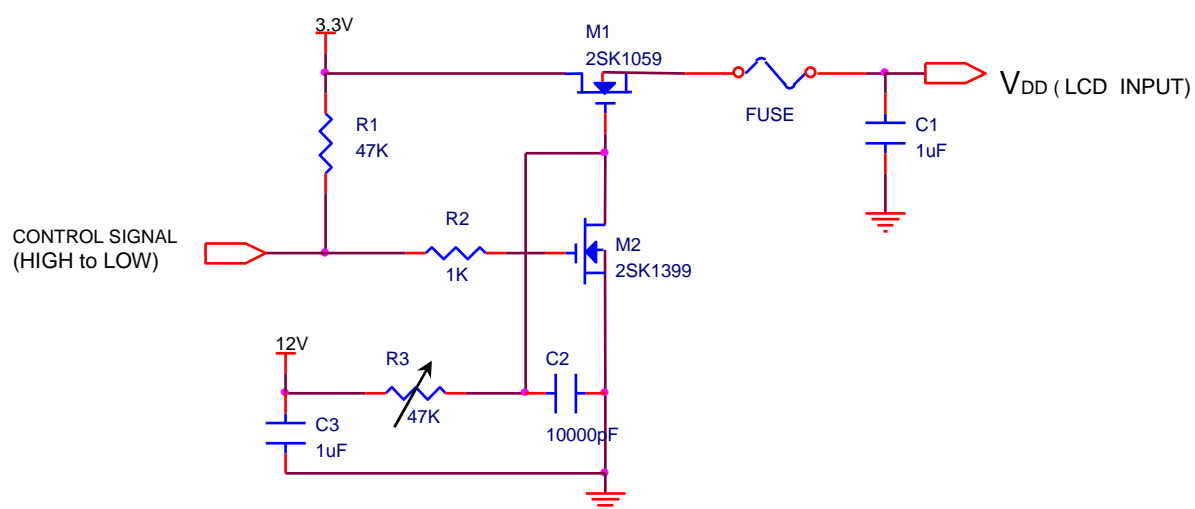 3.3V
M1
2SK1059
R1
47K
FUSE
C1
1uF
VDD ( LCD INPUT)
CONTROL SIGNAL
(HIGH to LOW)
R2
1K
M2
2SK1399
12V
R3
47K
C2
10000pF
C3
1uF